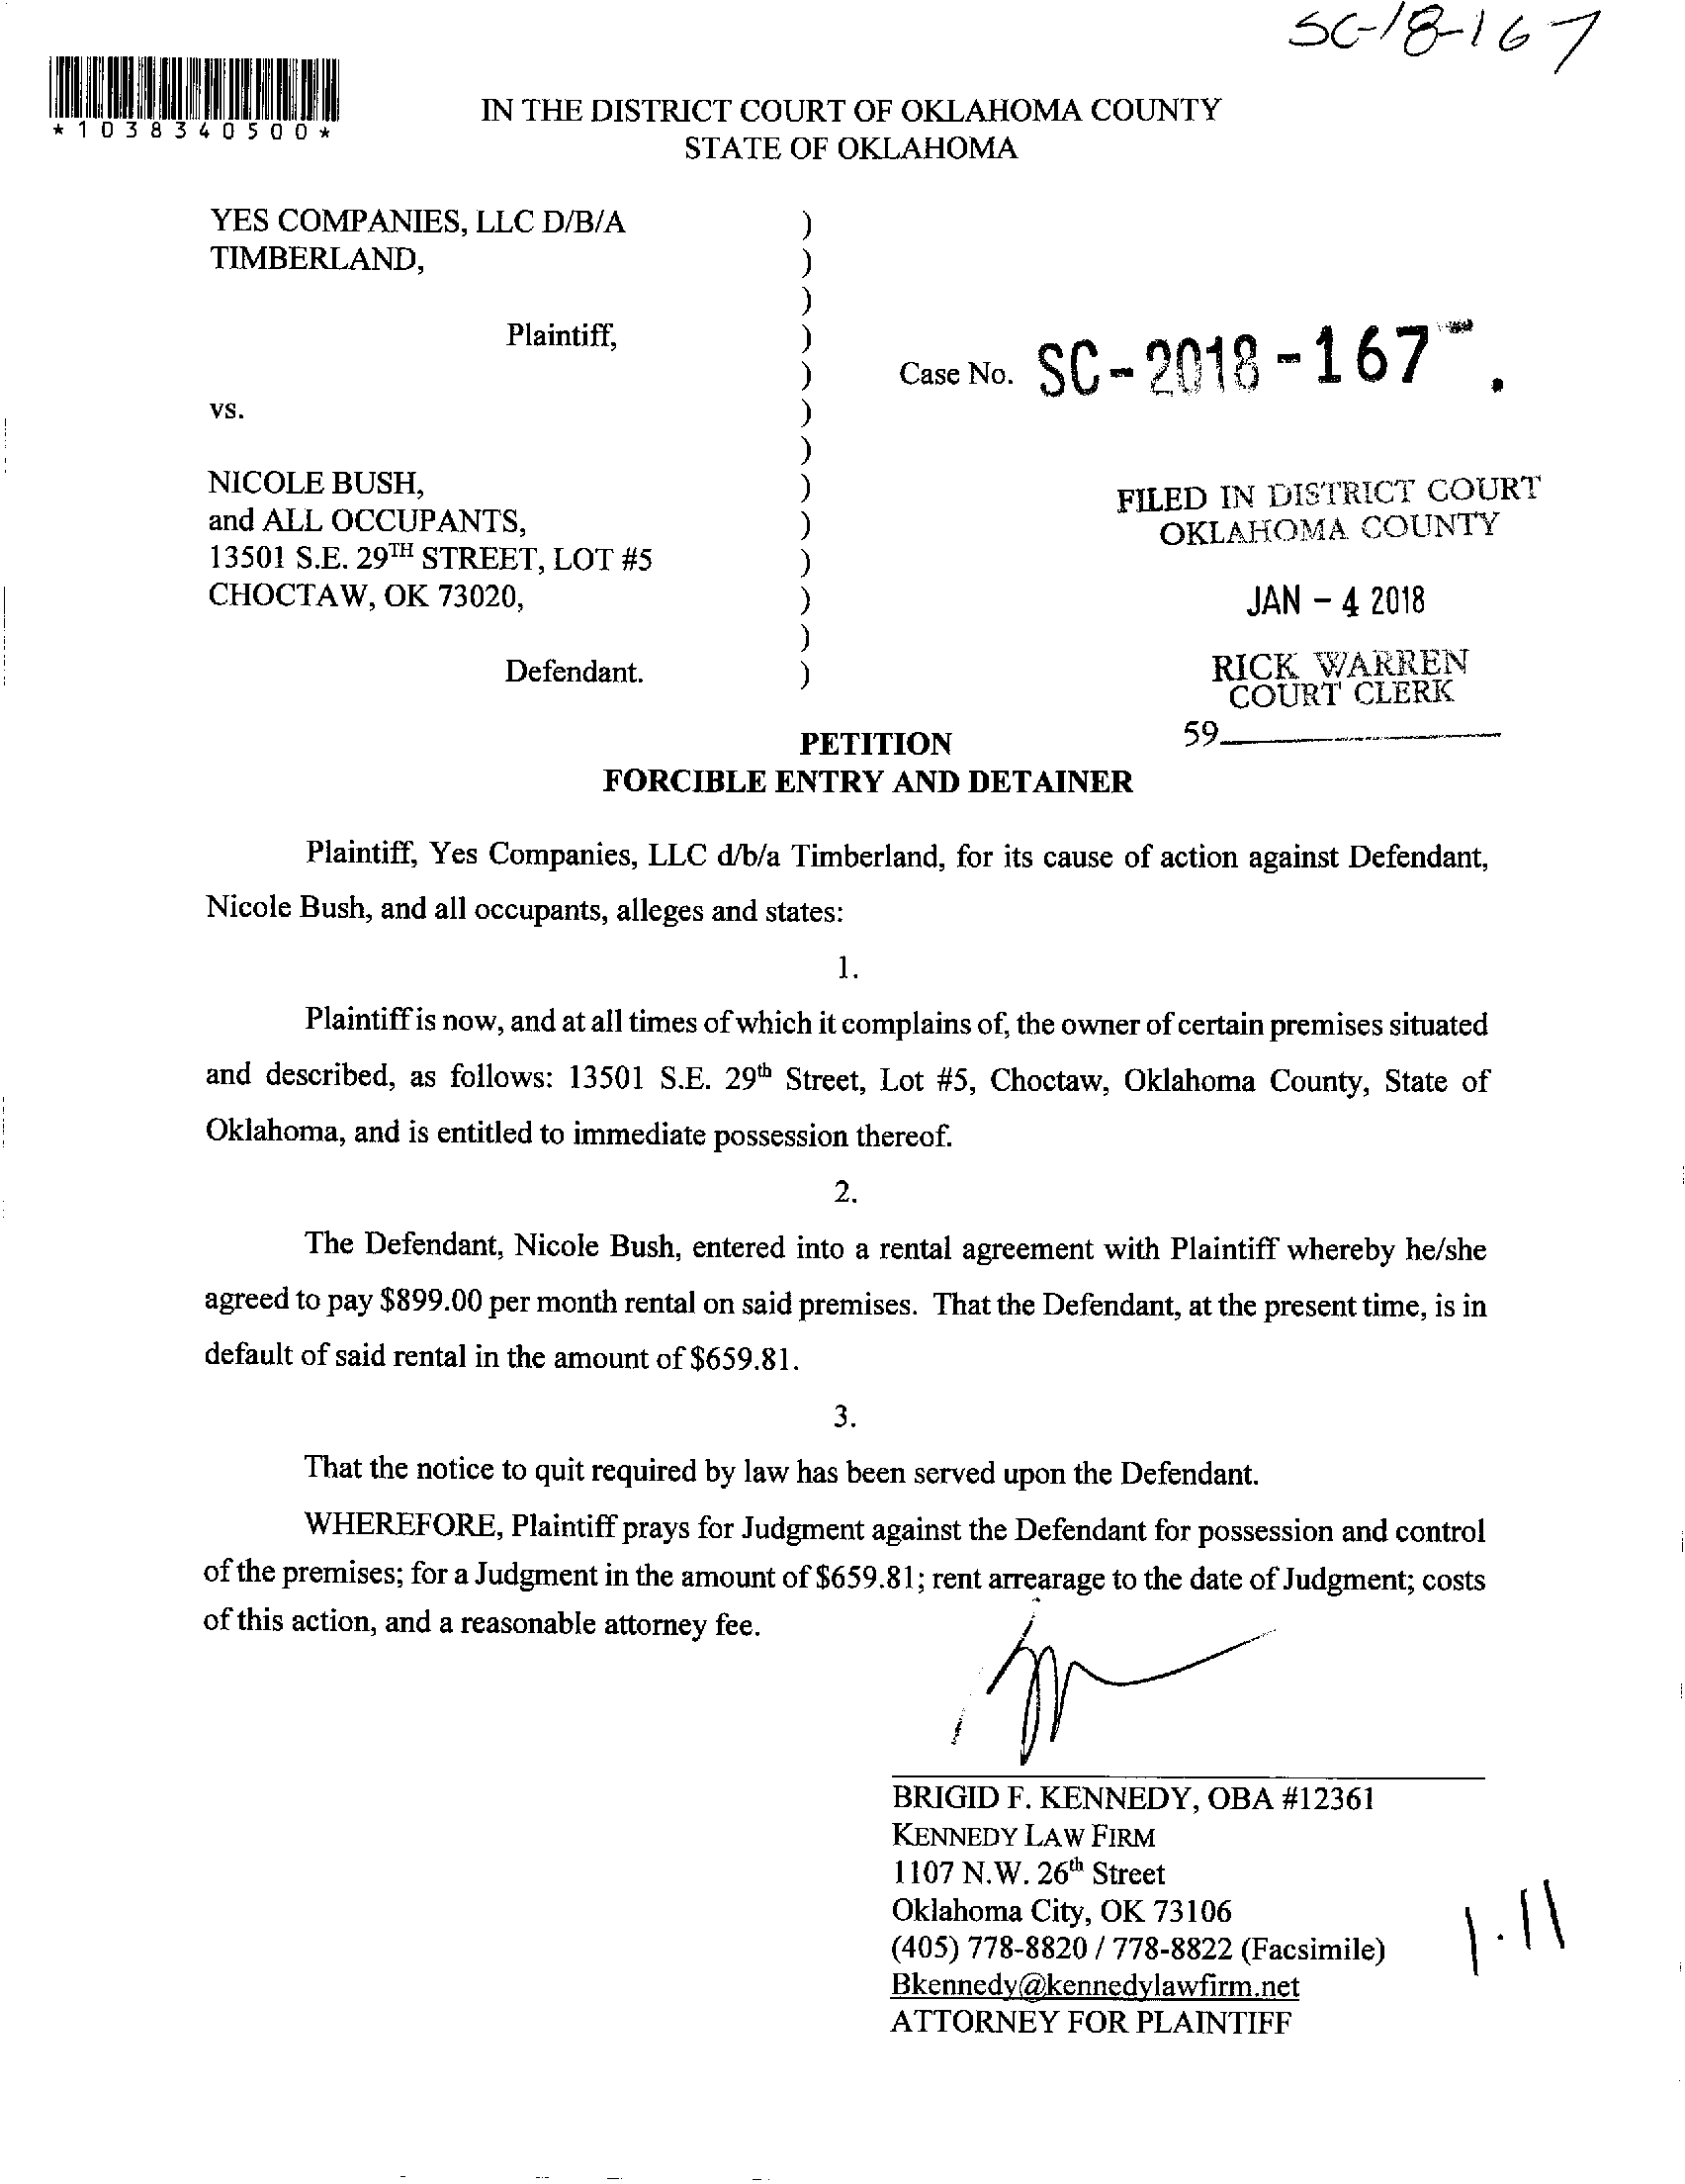 SC-18-167
*1038340500*
IN THE DISTRICT COURT OF OKLAHOMA COUNTY
STATE OF OKLAHOMA
YES COMPANIES, LLC D/B/A )
TIMBERLAND, )
)
Plaintiff, )
) Case No. SC-2018-167
vs. )
)
NICOLE BUSH, )
and ALL OCCUPANTS, )
13501 S.E. 29TH STREET, LOT #5 )
CHOCTAW, OK 73020, )
)
Defendant. )
FILED IN DISTRICT COURT
OKLAHOMA COUNTY
JAN - 4 2018
RICK WARREN
COURT CLERK
59
PETITION
FORCIBLE ENTRY AND DETAINER
Plaintiff, Yes Companies, LLC d/b/a Timberland, for its cause of action against Defendant,
Nicole Bush, and all occupants, alleges and states:
1.
Plaintiff is now, and at all times of which it complains of, the owner of certain premises situated
and described, as follows: 13501 S.E. 29th Street, Lot #5, Choctaw, Oklahoma County, State of
Oklahoma, and is entitled to immediate possession thereof.
2.
The Defendant, Nicole Bush, entered into a rental agreement with Plaintiff whereby he/she
agreed to pay $899.00 per month rental on said premises. That the Defendant, at the present time, is in
default of said rental in the amount of $659.81.
3.
That the notice to quit required by law has been served upon the Defendant.
WHEREFORE, Plaintiff prays for Judgment against the Defendant for possession and control
of the premises; for a Judgment in the amount of $659.81; rent arrearage to the date of Judgment; costs
of this action, and a reasonable attorney fee.
BRIGID F. KENNEDY, OBA #12361
KENNEDY LAW FIRM
1107 N.W. 26th Street
Oklahoma City, OK 73106
(405) 778-8820 / 778-8822 (Facsimile)
Bkennedy@kennedylawfirm.net
ATTORNEY FOR PLAINTIFF
1.11